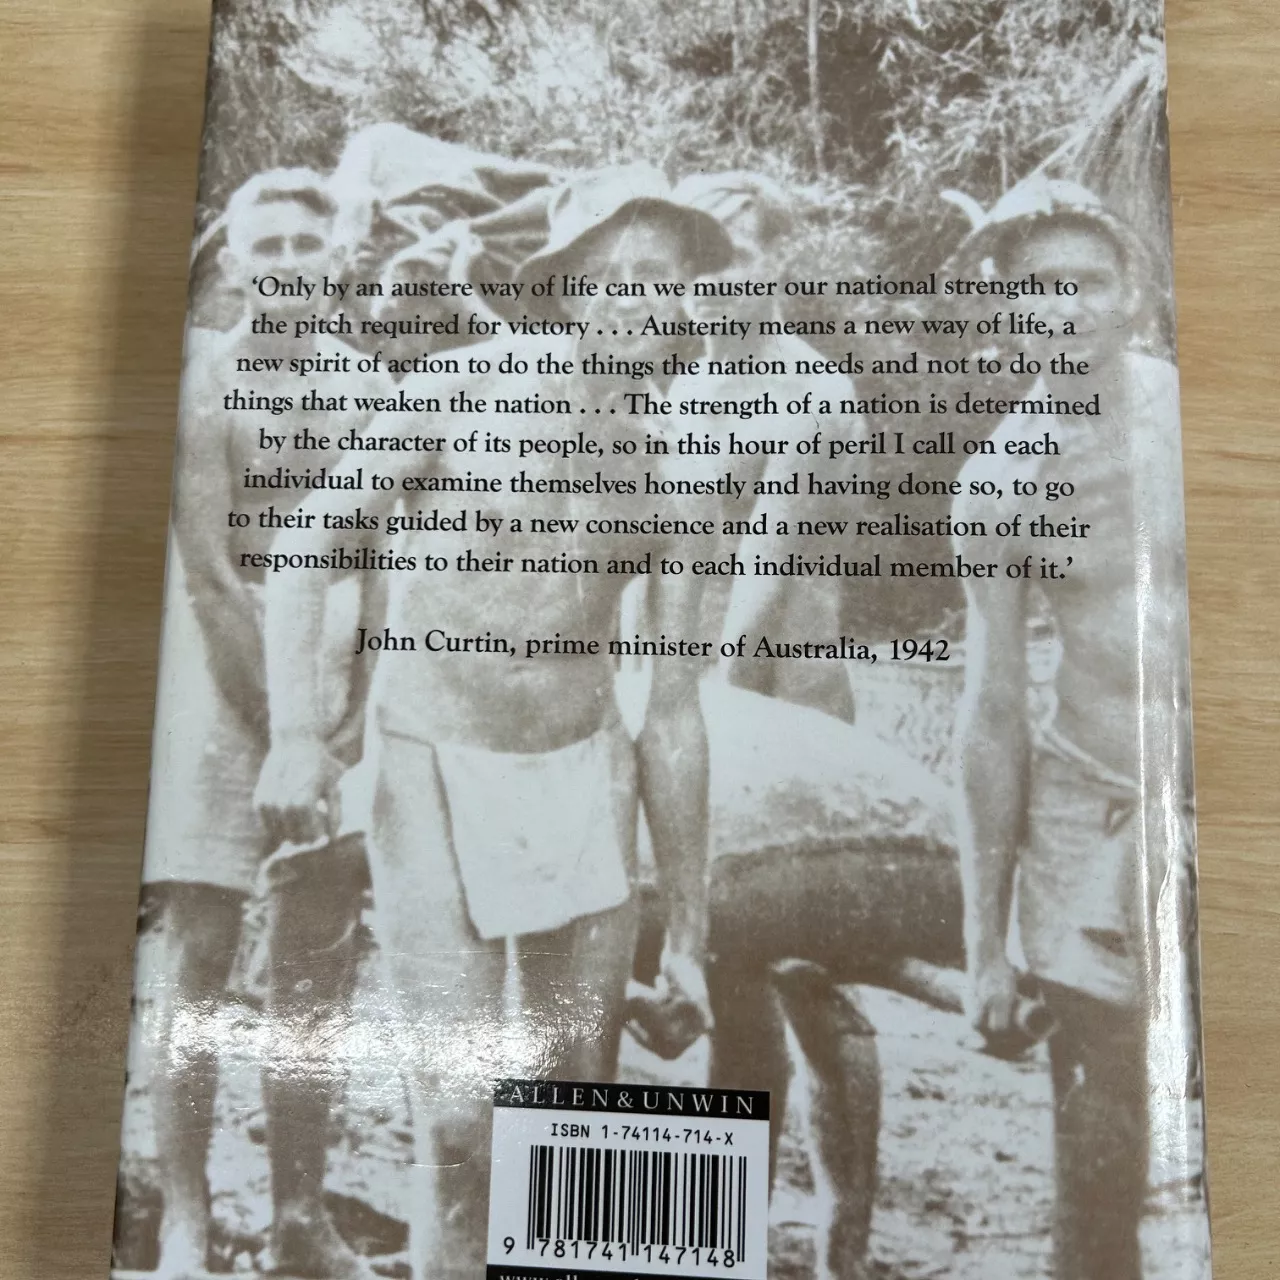 ‘Only by an austere way of life can we muster our national strength to
the pitch required for victory . . . Austerity means a new way of life, a
new spirit of action to do the things the nation needs and not to do the
things that weaken the nation . . . The strength of a nation is determined
by the character of its people, so in this hour of peril I call on each
individual to examine themselves honestly and having done so, to go
to their tasks guided by a new conscience and a new realisation of their
responsibilities to their nation and to each individual member of it.’
John Curtin, prime minister of Australia, 1942
ALLEN & UNWIN
ISBN 1-74114-714-X
9 781741 147148